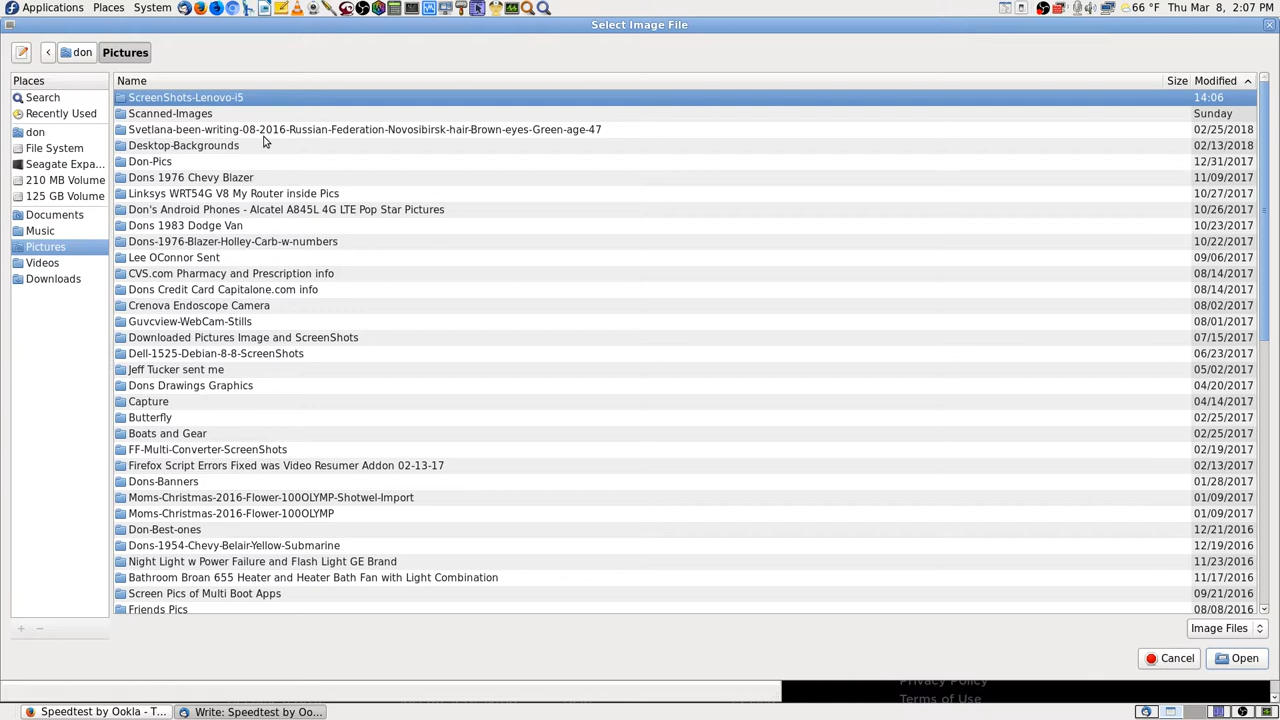 Applications Places System 66 °F Thu Mar 8, 2:07 PM
Select Image File
don Pictures
Places
Search
Recently Used
don
File System
Seagate Expa...
210 MB Volume
125 GB Volume
Documents
Music
Pictures
Videos
Downloads
Name Size Modified
ScreenShots-Lenovo-i5 14:06
Scanned-Images Sunday
Svetlana-been-writing-08-2016-Russian-Federation-Novosibirsk-hair-Brown-eyes-Green-age-47 02/25/2018
Desktop-Backgrounds 02/13/2018
Don-Pics 12/31/2017
Dons 1976 Chevy Blazer 11/09/2017
Linksys WRT54G V8 My Router inside Pics 10/27/2017
Don's Android Phones - Alcatel A845L 4G LTE Pop Star Pictures 10/26/2017
Dons 1983 Dodge Van 10/23/2017
Dons-1976-Blazer-Holley-Carb-w-numbers 10/22/2017
Lee OConnor Sent 09/06/2017
CVS.com Pharmacy and Prescription info 08/14/2017
Dons Credit Card Capitalone.com info 08/14/2017
Crenova Endoscope Camera 08/02/2017
Guvcview-WebCam-Stills 08/01/2017
Downloaded Pictures Image and ScreenShots 07/15/2017
Dell-1525-Debian-8-8-ScreenShots 06/23/2017
Jeff Tucker sent me 05/02/2017
Dons Drawings Graphics 04/20/2017
Capture 04/14/2017
Butterfly 02/25/2017
Boats and Gear 02/25/2017
FF-Multi-Converter-ScreenShots 02/19/2017
Firefox Script Errors Fixed was Video Resumer Addon 02-13-17 02/13/2017
Dons-Banners 01/28/2017
Moms-Christmas-2016-Flower-100OLYMP-Shotwel-Import 01/09/2017
Moms-Christmas-2016-Flower-100OLYMP 01/09/2017
Don-Best-ones 12/21/2016
Dons-1954-Chevy-Belair-Yellow-Submarine 12/19/2016
Night Light w Power Failure and Flash Light GE Brand 11/23/2016
Bathroom Broan 655 Heater and Heater Bath Fan with Light Combination 11/17/2016
Screen Pics of Multi Boot Apps 09/21/2016
Friends Pics 08/08/2016
Image Files
Cancel Open
Privacy Policy
Terms of Use
Speedtest by Ookla - T... Write: Speedtest by Oo...